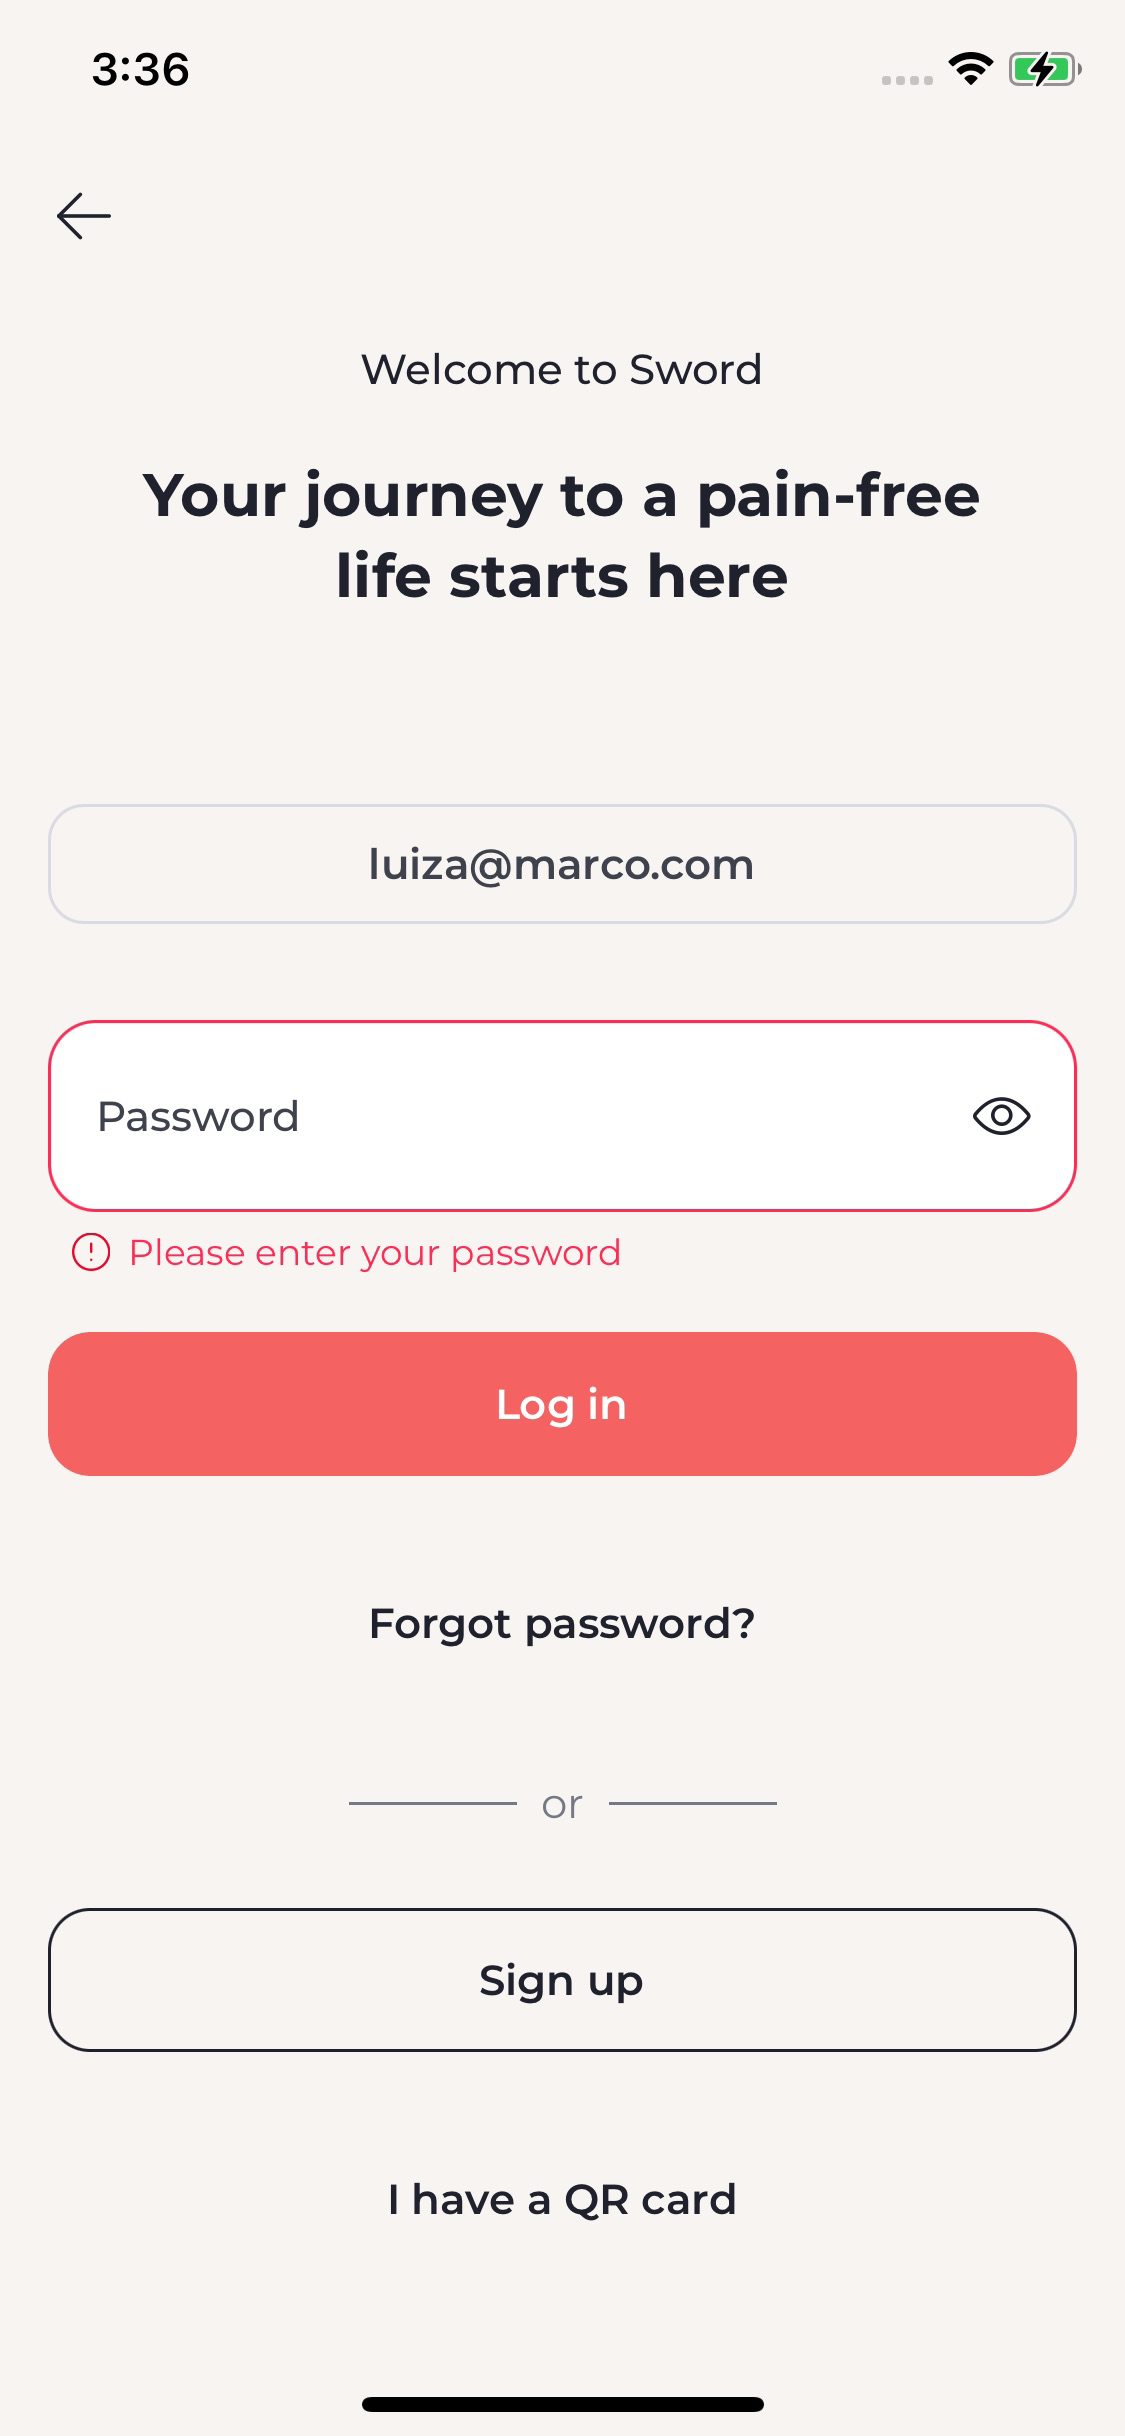 3:36
Welcome to Sword
Your journey to a pain-free
life starts here
luiza@marco.com
Password
Please enter your password
Log in
Forgot password?
or
Sign up
I have a QR card